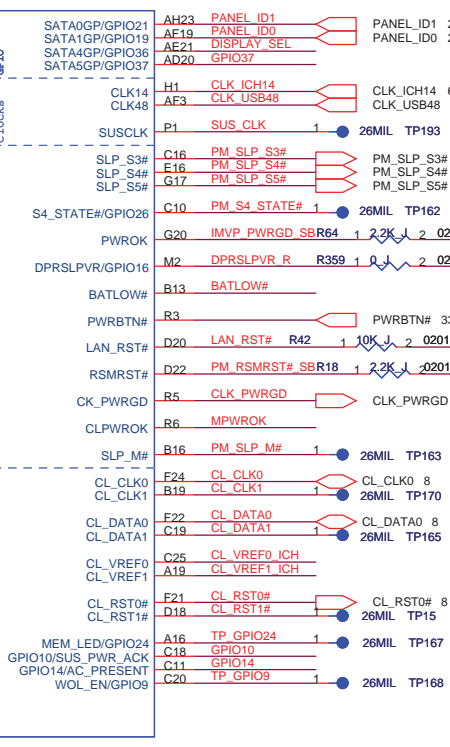 SATA0GP/GPIO21 AH23 PANEL_ID1 PANEL_ID1
SATA1GP/GPIO19 AF19 PANEL_ID0 PANEL_ID0
SATA4GP/GPIO36 AE21 DISPLAY_SEL
SATA5GP/GPIO37 AD20 GPIO37
GPIO
CLK14 H1 CLK_ICH14 CLK_ICH14
CLK48 AF3 CLK_USB48 CLK_USB48
Clocks
SUSCLK P1 SUS_CLK 1 26MIL TP193
SLP_S3# C16 PM_SLP_S3# PM_SLP_S3#
SLP_S4# E16 PM_SLP_S4# PM_SLP_S4#
SLP_S5# G17 PM_SLP_S5# PM_SLP_S5#
S4_STATE#/GPIO26 C10 PM_S4_STATE# 1 26MIL TP162
PWROK G20 IMVP_PWRGD_SB R64 1 2.2K_J 2 02
DPRSLPVR/GPIO16 M2 DPRSLPVR_R R359 1 0_J 2 02
BATLOW# B13 BATLOW#
PWRBTN# R3 PWRBTN# 33
LAN_RST# D20 LAN_RST# R42 1 10K_J 2 0201
RSMRST# D22 PM_RSMRST#_SB R18 1 2.2K_J 2 0201
CK_PWRGD R5 CLK_PWRGD CLK_PWRGD
CLPWROK R6 MPWROK
SLP_M# B16 PM_SLP_M# 1 26MIL TP163
CL_CLK0 F24 CL_CLK0 CL_CLK0 8
CL_CLK1 B19 CL_CLK1 1 26MIL TP170
CL_DATA0 F22 CL_DATA0 CL_DATA0 8
CL_DATA1 C19 CL_DATA1 1 26MIL TP165
CL_VREF0 C25 CL_VREF0_ICH
CL_VREF1 A19 CL_VREF1_ICH
CL_RST0# F21 CL_RST0# CL_RST0# 8
CL_RST1# D18 CL_RST1# 1 26MIL TP15
MEM_LED/GPIO24 A16 TP_GPIO24 1 26MIL TP167
GPIO10/SUS_PWR_ACK C18 GPIO10
GPIO14/AC_PRESENT C11 GPIO14
WOL_EN/GPIO9 C20 TP_GPIO9 1 26MIL TP168